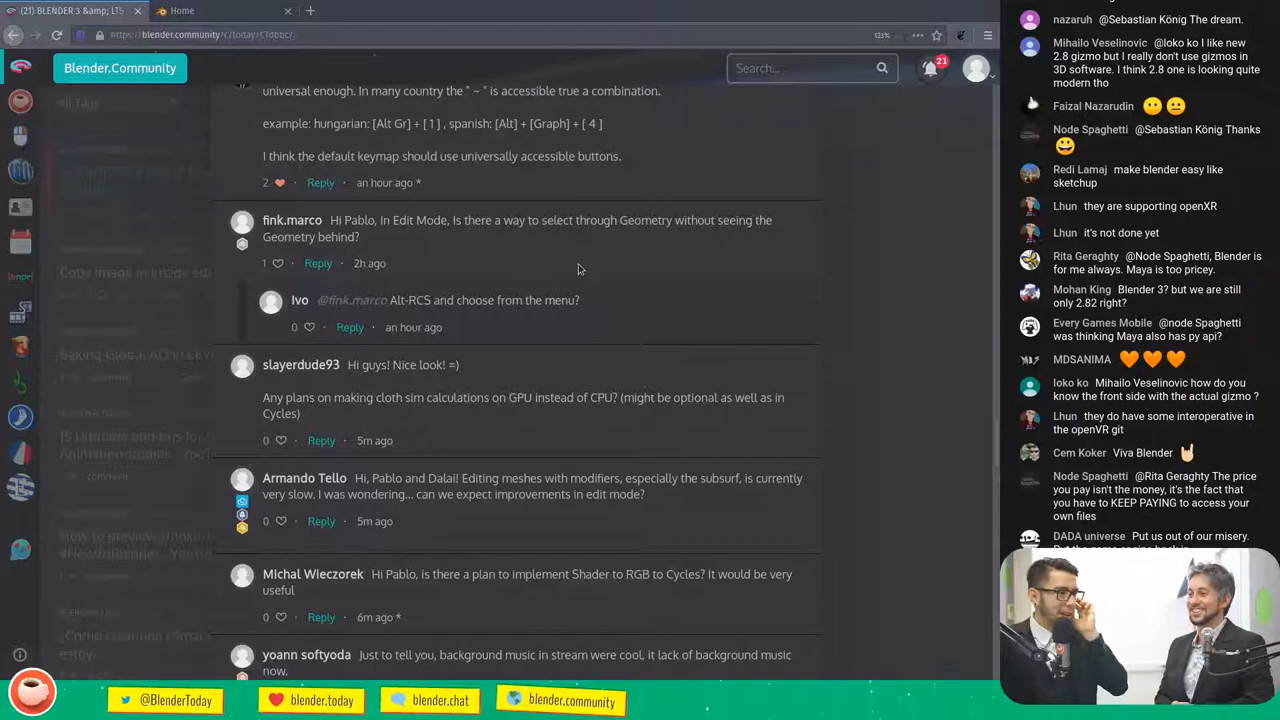 (21) BLENDER 3 &amp; LTS
Home
https://blender.community/c/today/C1dbbc/
123%
Blender.Community
Search...
21
All Tags
universal enough. In many country the " ~ " is accessible true a combination.
example: hungarian: [Alt Gr] + [ 1 ] , spanish: [Alt] + [Graph] + [ 4 ]
I think the default keymap should use universally accessible buttons.
2 · Reply · an hour ago *
fink.marco Hi Pablo, In Edit Mode, Is there a way to select through Geometry without seeing the
Geometry behind?
1 · Reply · 2h ago
Ivo @fink.marco Alt-RCS and choose from the menu?
0 · Reply · an hour ago
slayerdude93 Hi guys! Nice look! =)
Any plans on making cloth sim calculations on GPU instead of CPU? (might be optional as well as in
Cycles)
0 · Reply · 5m ago
Armando Tello Hi, Pablo and Dalai! Editing meshes with modifiers, especially the subsurf, is currently
very slow. I was wondering... can we expect improvements in edit mode?
0 · Reply · 5m ago
Michal Wieczorek Hi Pablo, is there a plan to implement Shader to RGB to Cycles? It would be very
useful
0 · Reply · 6m ago *
yoann softyoda Just to tell you, background music in stream were cool, it lack of background music
now.
nazaruh @Sebastian König The dream.
Mihailo Veselinovic @loko ko I like new
2.8 gizmo but I really don't use gizmos in
3D software. I think 2.8 one is looking quite
modern tho
Faizal Nazarudin 😶😐
Node Spaghetti @Sebastian König Thanks
😀
Redi Lamaj make blender easy like
sketchup
Lhun they are supporting openXR
Lhun it's not done yet
Rita Geraghty @Node Spaghetti, Blender is
for me always. Maya is too pricey.
Mohan King Blender 3? but we are still
only 2.82 right?
Every Games Mobile @node Spaghetti
was thinking Maya also has py api?
MDSANIMA 🧡🧡🧡
loko ko Mihailo Veselinovic how do you
know the front side with the actual gizmo ?
Lhun they do have some interoperative in
the openVR git
Cem Koker Viva Blender 🤘🏻
Node Spaghetti @Rita Geraghty The price
you pay isn't the money, it's the fact that
you have to KEEP PAYING to access your
own files
DADA universe Put us out of our misery.
@BlenderToday
blender.today
blender.chat
blender.community